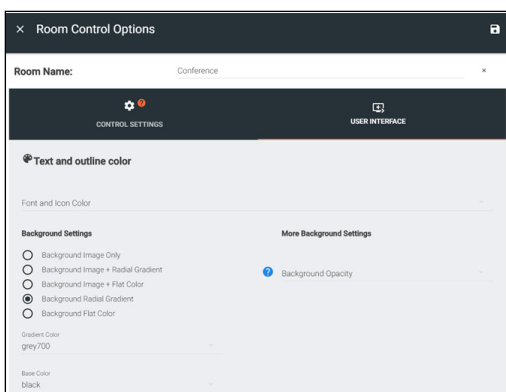 × Room Control Options
Room Name: Conference ×
?
CONTROL SETTINGS
USER INTERFACE
Text and outline color
Font and Icon Color
Background Settings
Background Image Only
Background Image + Radial Gradient
Background Image + Flat Color
Background Radial Gradient
Background Flat Color
More Background Settings
? Background Opacity
Gradient Color
grey700
Base Color
black